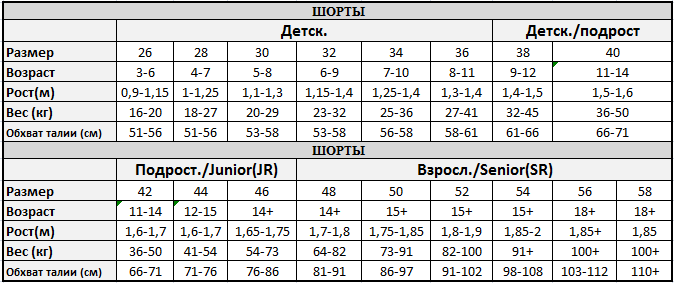 ШОРТЫ
Детск. Детск./подрост
Размер 26 28 30 32 34 36 38 40
Возраст 3-6 4-7 5-8 6-9 7-10 8-11 9-12 11-14
Рост(м) 0,9-1,15 1-1,25 1,1-1,3 1,15-1,4 1,25-1,4 1,3-1,4 1,4-1,5 1,5-1,6
Вес (кг) 16-20 18-27 20-29 23-32 25-36 27-41 32-45 36-50
Обхват талии (см) 51-56 51-56 53-58 53-58 56-58 58-61 61-66 66-71
ШОРТЫ
Подрост./Junior(JR) Взросл./Senior(SR)
Размер 42 44 46 48 50 52 54 56 58
Возраст 11-14 12-15 14+ 14+ 15+ 15+ 15+ 18+ 18+
Рост(м) 1,6-1,7 1,6-1,7 1,65-1,75 1,7-1,8 1,75-1,85 1,8-1,9 1,85-2 1,85+ 1,85
Вес (кг) 36-50 41-54 54-73 64-82 73-91 82-100 91+ 100+ 100+
Обхват талии (см) 66-71 71-76 76-86 81-91 86-97 91-102 98-108 103-112 110+